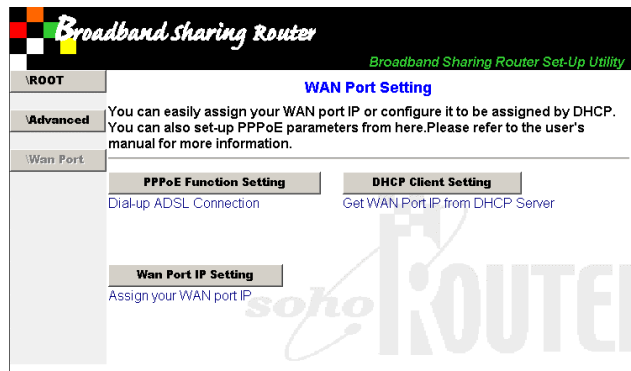 Broadband Sharing Router
Broadband Sharing Router Set-Up Utility
\ROOT
\Advanced
\Wan Port
WAN Port Setting
You can easily assign your WAN port IP or configure it to be assigned by DHCP.
You can also set-up PPPoE parameters from here.Please refer to the user's
manual for more information.
PPPoE Function Setting
Dial-up ADSL Connection
DHCP Client Setting
Get WAN Port IP from DHCP Server
Wan Port IP Setting
Assign your WAN port IP
soho ROUTER